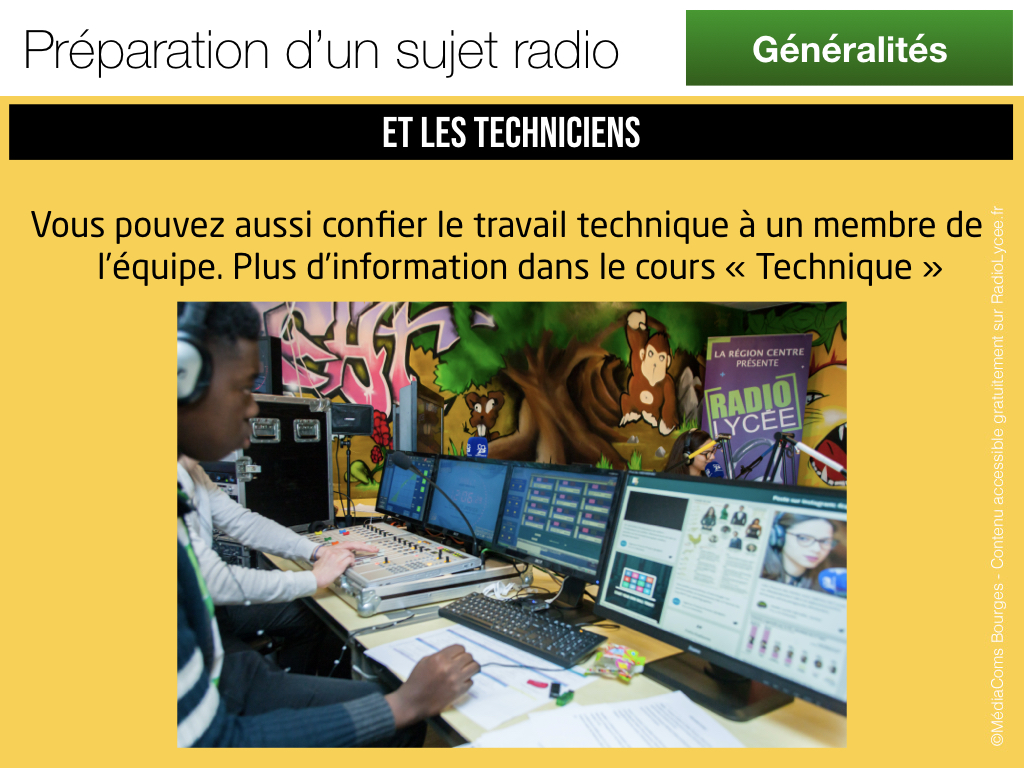 Préparation d’un sujet radio
Généralités
ET LES TECHNICIENS
Vous pouvez aussi confier le travail technique à un membre de
l’équipe. Plus d’information dans le cours « Technique »
LA RÉGION CENTRE
PRÉSENTE
RADIO
LYCÉE
©MédiaComs Bourges - Contenu accessible gratuitement sur RadioLycee.fr